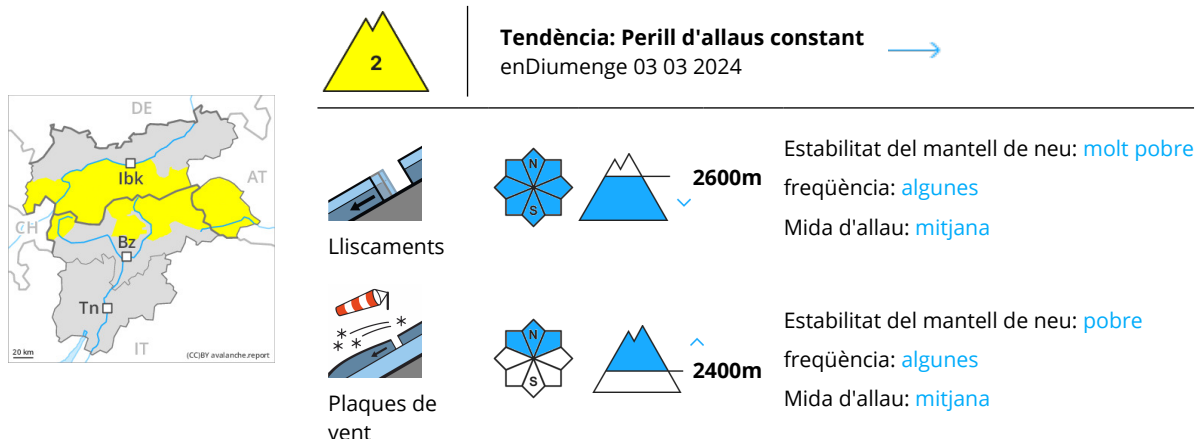 2
Tendència: Perill d'allaus constant
enDiumenge 03 03 2024
DE
Ibk
AT
CH
Bz
Tn
IT
20 km
(CC)BY avalanche.report
Lliscaments
N
S
2600m
Estabilitat del mantell de neu: molt pobre
freqüència: algunes
Mida d'allau: mitjana
Plaques de
vent
N
S
2400m
Estabilitat del mantell de neu: pobre
freqüència: algunes
Mida d'allau: mitjana